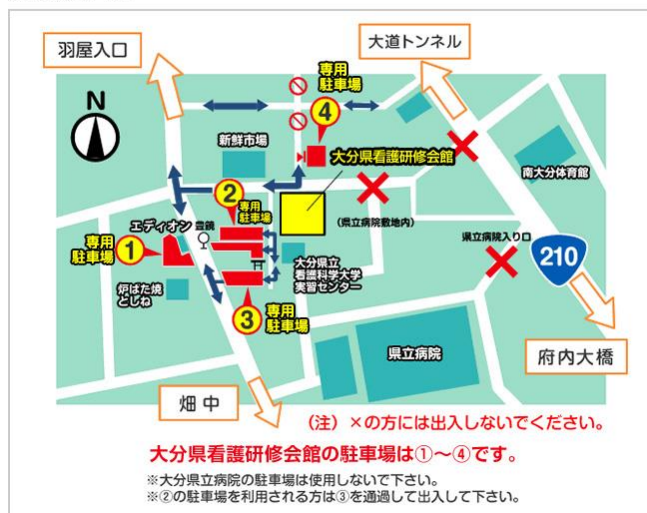 羽屋入口
大道トンネル
N
専用
駐車場
4
新鮮市場
大分県看護研修会館
南大分体育館
2
専用
駐車場
(県立病院敷地内)
エディオン
豊饒
専用
駐車場
1
県立病院入り口
210
大分県立
看護科学大学
実習センター
炉ばた焼
としね
3
専用
駐車場
県立病院
府内大橋
畑中
(注)×の方には出入しないでください。
大分県看護研修会館の駐車場は①~④です。
※大分県立病院の駐車場は使用しないで下さい。
※②の駐車場を利用される方は③を通過して出入して下さい。